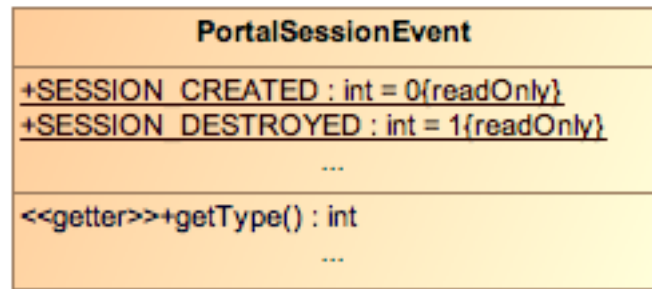 PortalSessionEvent
+SESSION_CREATED : int = 0{readOnly}
+SESSION_DESTROYED : int = 1{readOnly}
...
<<getter>>+getType() : int
...